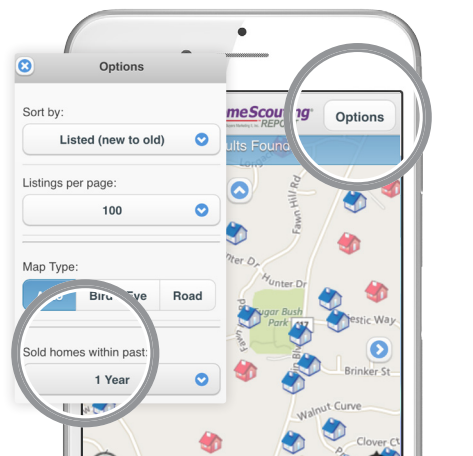 Options
Sort by:
Listed (new to old)
Listings per page:
100
Map Type:
Bird's Eye
Road
Sold homes within past:
1 Year
meScouting®
REPORT
Options
ults Found
Fawn Hill Rd
nter Dr
Hunter Dr
Sugar Bush
Park
estic Way
Brinker St
Walnut Curve
Clover Ct